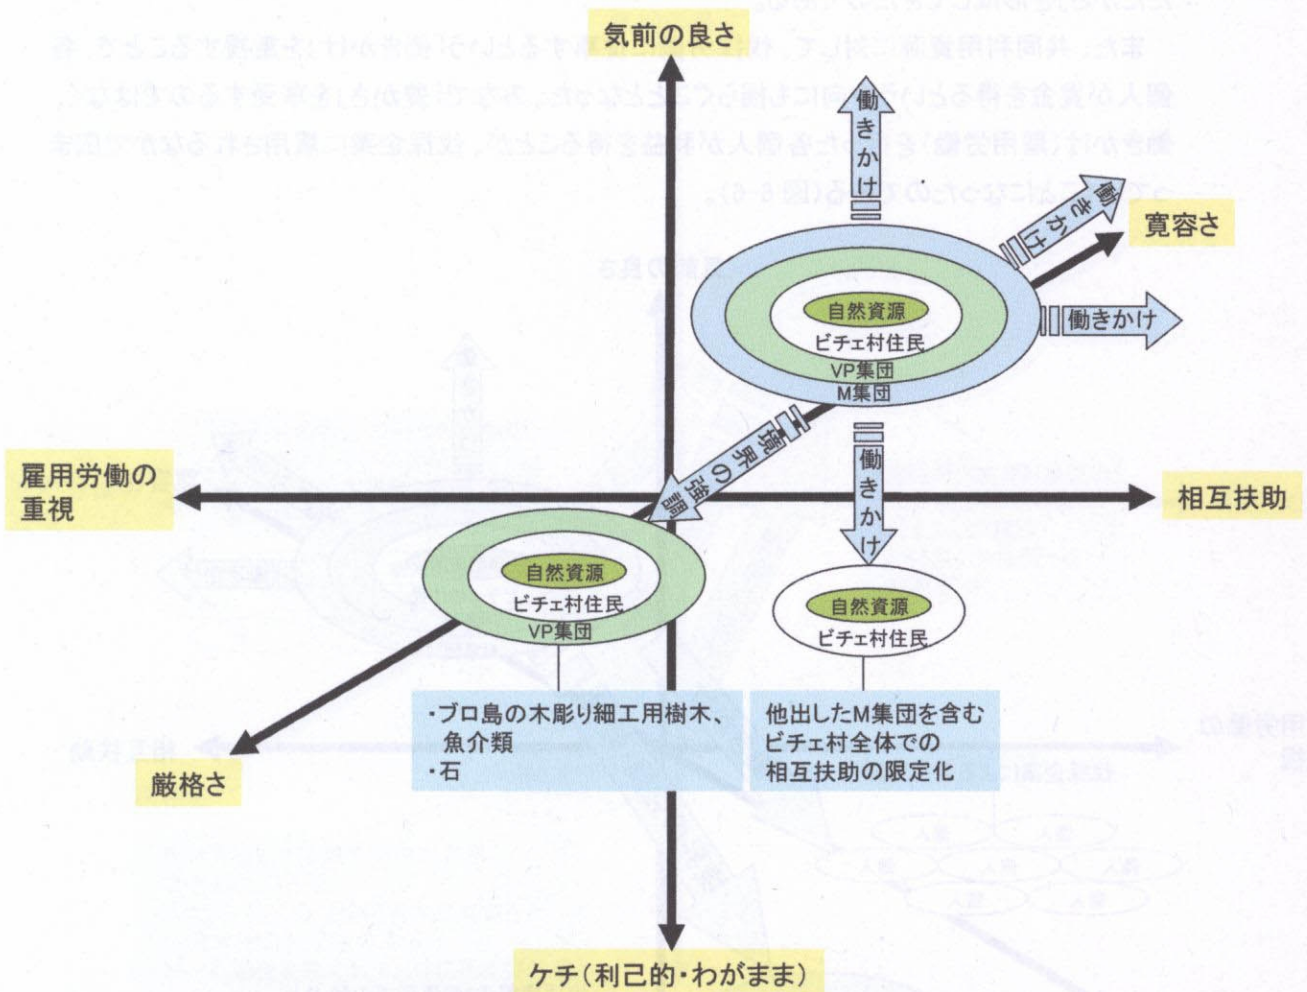 気前の良さ
働きかけ
働きかけ
寛容さ
自然資源
ビチェ村住民
VP集団
M集団
働きかけ
境界の強調
働きかけ
雇用労働の
重視
相互扶助
自然資源
ビチェ村住民
VP集団
自然資源
ビチェ村住民
・ブロ島の木彫り細工用樹木、
魚介類
・石
他出したM集団を含む
ビチェ村全体での
相互扶助の限定化
厳格さ
ケチ（利己的・わがまま）